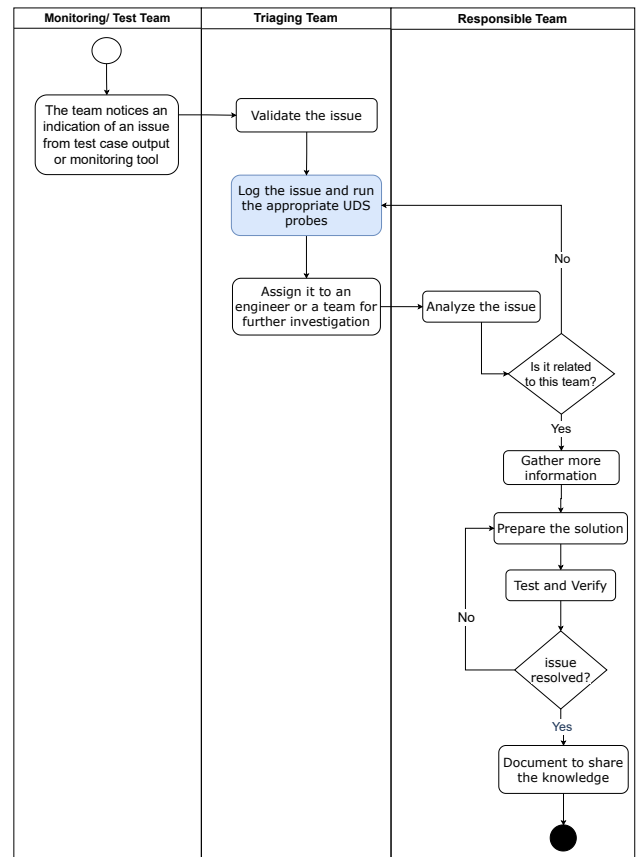 Monitoring/ Test Team
Triaging Team
Responsible Team
The team notices an
indication of an issue
from test case output
or monitoring tool
Validate the issue
Log the issue and run
the appropriate UDS
probes
Assign it to an
engineer or a team for
further investigation
Analyze the issue
No
Is it related
to this team?
Yes
Gather more
information
Prepare the solution
Test and Verify
No
issue
resolved?
Yes
Document to share
the knowledge